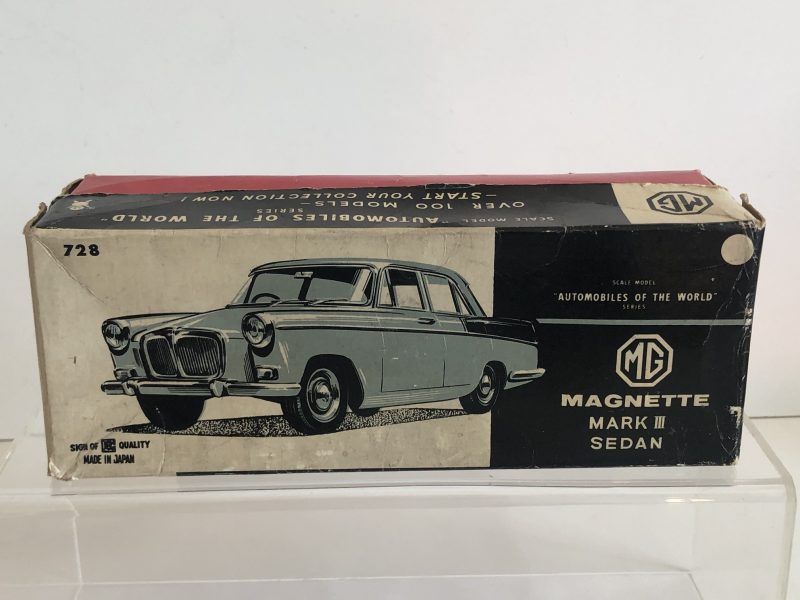 SCALE MODEL "AUTOMOBILES OF THE WORLD" SERIES
OVER 100 MODELS—
—START YOUR COLLECTION NOW!
MG
728
SCALE MODEL
"AUTOMOBILES OF THE WORLD"
SERIES
MG
MAGNETTE
MARK III
SEDAN
SIGN OF QUALITY
MADE IN JAPAN